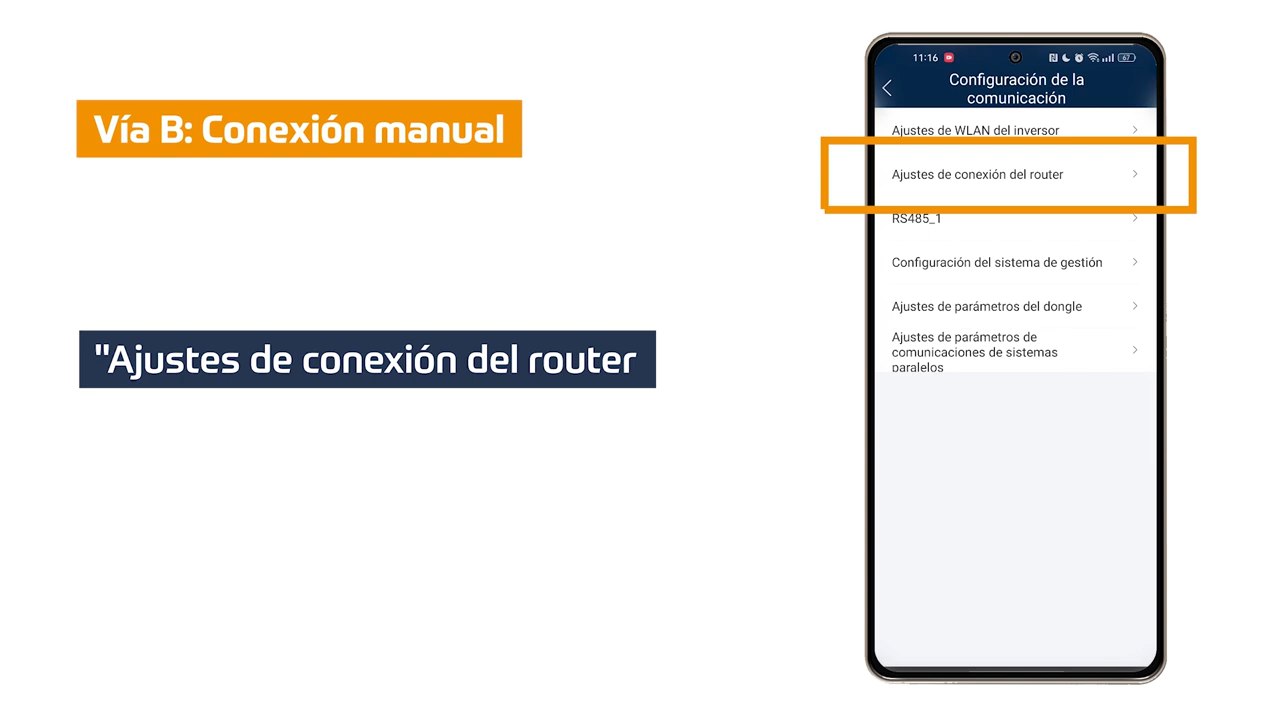 Vía B: Conexión manual
"Ajustes de conexión del router
11:16
67
Configuración de la
comunicación
Ajustes de WLAN del inversor
Ajustes de conexión del router
RS485_1
Configuración del sistema de gestión
Ajustes de parámetros del dongle
Ajustes de parámetros de
comunicaciones de sistemas
paralelos